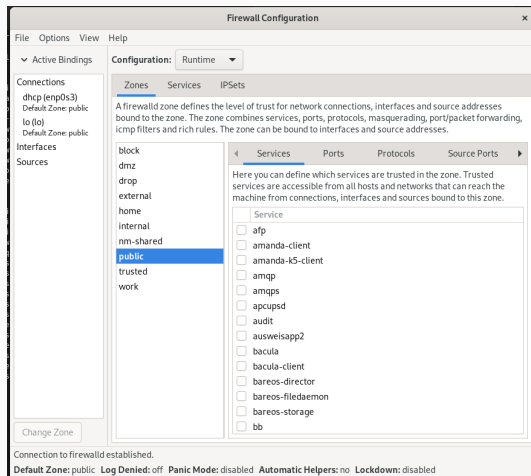 Firewall Configuration
×
File Options View Help
Active Bindings
Configuration: Runtime
Connections
dhcp (enp0s3)
Default Zone: public
lo (lo)
Default Zone: public
Interfaces
Sources
Change Zone
Zones Services IPSets
A firewalld zone defines the level of trust for network connections, interfaces and source addresses
bound to the zone. The zone combines services, ports, protocols, masquerading, port/packet forwarding,
icmp filters and rich rules. The zone can be bound to interfaces and source addresses.
block
dmz
drop
external
home
internal
nm-shared
public
trusted
work
Services Ports Protocols Source Ports
Here you can define which services are trusted in the zone. Trusted
services are accessible from all hosts and networks that can reach the
machine from connections, interfaces and sources bound to this zone.
Service
afp
amanda-client
amanda-k5-client
amqp
amqps
apcupsd
audit
ausweisapp2
bacula
bacula-client
bareos-director
bareos-filedaemon
bareos-storage
bb
Connection to firewalld established.
Default Zone: public Log Denied: off Panic Mode: disabled Automatic Helpers: no Lockdown: disabled